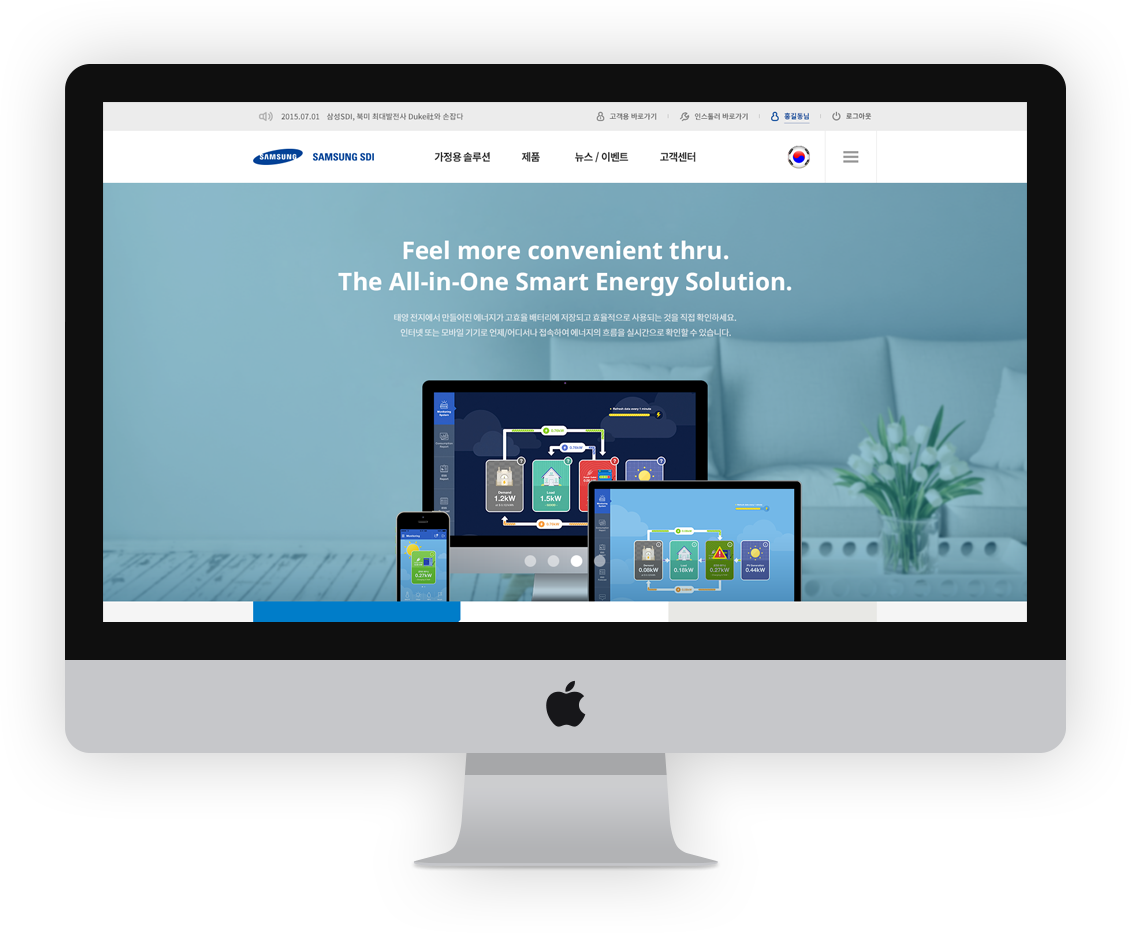 2015.07.01 삼성SDI, 북미 최대발전사 Duke社와 손잡다
고객용 바로가기
인스톨러 바로가기
홍길동님
로그아웃
SAMSUNG
SAMSUNG SDI
가정용 솔루션
제품
뉴스 / 이벤트
고객센터
Feel more convenient thru.
The All-in-One Smart Energy Solution.
태양 전지에서 만들어진 에너지가 고효율 배터리에 저장되고 효율적으로 사용되는 것을 직접 확인하세요.
인터넷 또는 모바일 기기로 언제/어디서나 접속하여 에너지의 흐름을 실시간으로 확인할 수 있습니다.
Monitoring
System
Refresh data every 1 minute
Demand
1.2kW
Load
1.5kW
Monitoring
0.27kW
0.08kW
Load
0.16kW
0.27kW
0.44kW